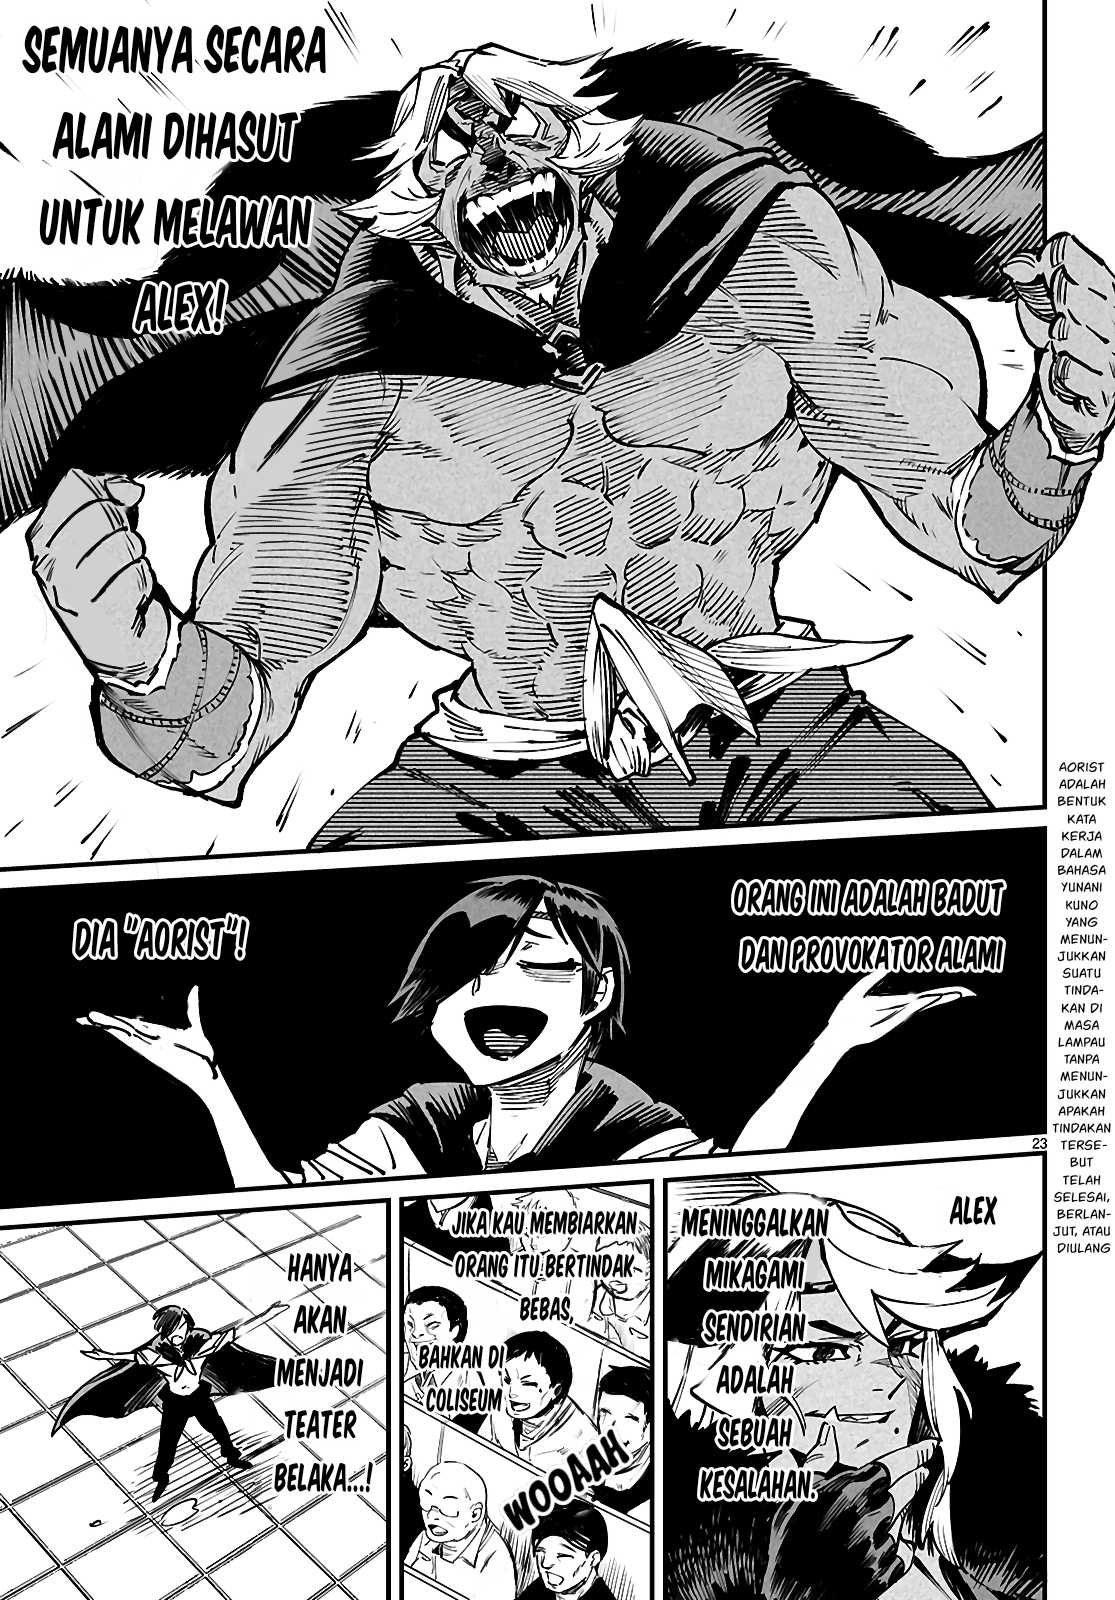 SEMUANYA SECARA
ALAMI DIHASUT
UNTUK MELAWAN
ALEX!
ORANG INI ADALAH BADUT
DAN PROVOKATOR ALAMI
DIA "AORIST"!
AORIST
ADALAH
BENTUK
KATA
KERJA
DALAM
BAHASA
YUNANI
KUNO
YANG
MENUN-
JUKKAN
SUATU
TINDA-
KAN DI
MASA
LAMPAU
TANPA
MENUN-
JUKKAN
APAKAH
TINDAKAN
TERSE-
BUT
TELAH
SELESAI,
BERLAN-
JUT, ATAU
DIULANG
23
ALEX
MENINGGALKAN
MIKAGAMI
SENDIRIAN
ADALAH
SEBUAH
KESALAHAN.
JIKA KAU MEMBIARKAN
ORANG ITU BERTINDAK
BEBAS,
BAHKAN DI
COLISEUM
WOOAAH
HANYA
AKAN
MENJADI
TEATER
BELAKA...!